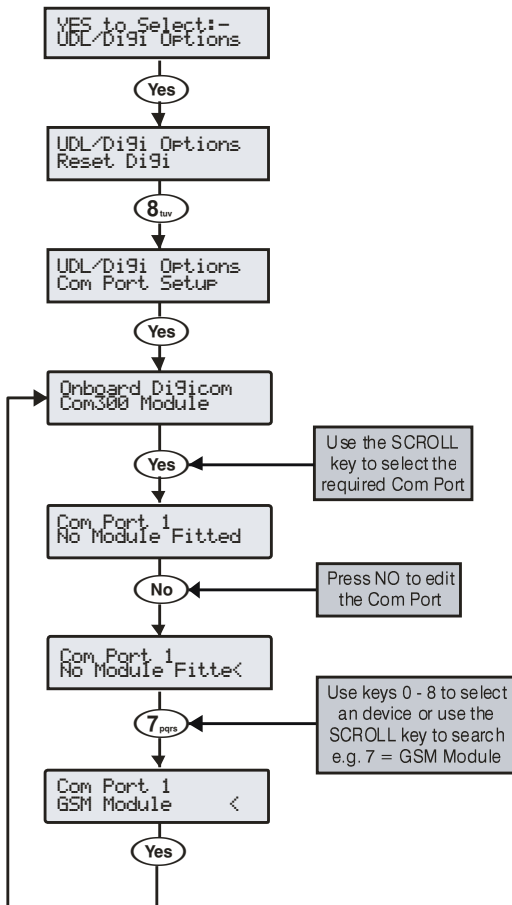 YES to Select:-
UDL/Digi Options
Yes
UDL/Digi Options
Reset Digi
8tuv
UDL/Digi Options
Com Port Setup
Yes
Onboard Digicom
Com300 Module
Yes
Use the SCROLL
key to select the
required Com Port
Com Port 1
No Module Fitted
No
Press NO to edit
the Com Port
Com Port 1
No Module Fitte<
7pqrs
Use keys 0 - 8 to select
an device or use the
SCROLL key to search
e.g. 7 = GSM Module
Com Port 1
GSM Module <
Yes